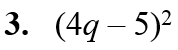 3. (4q – 5)²